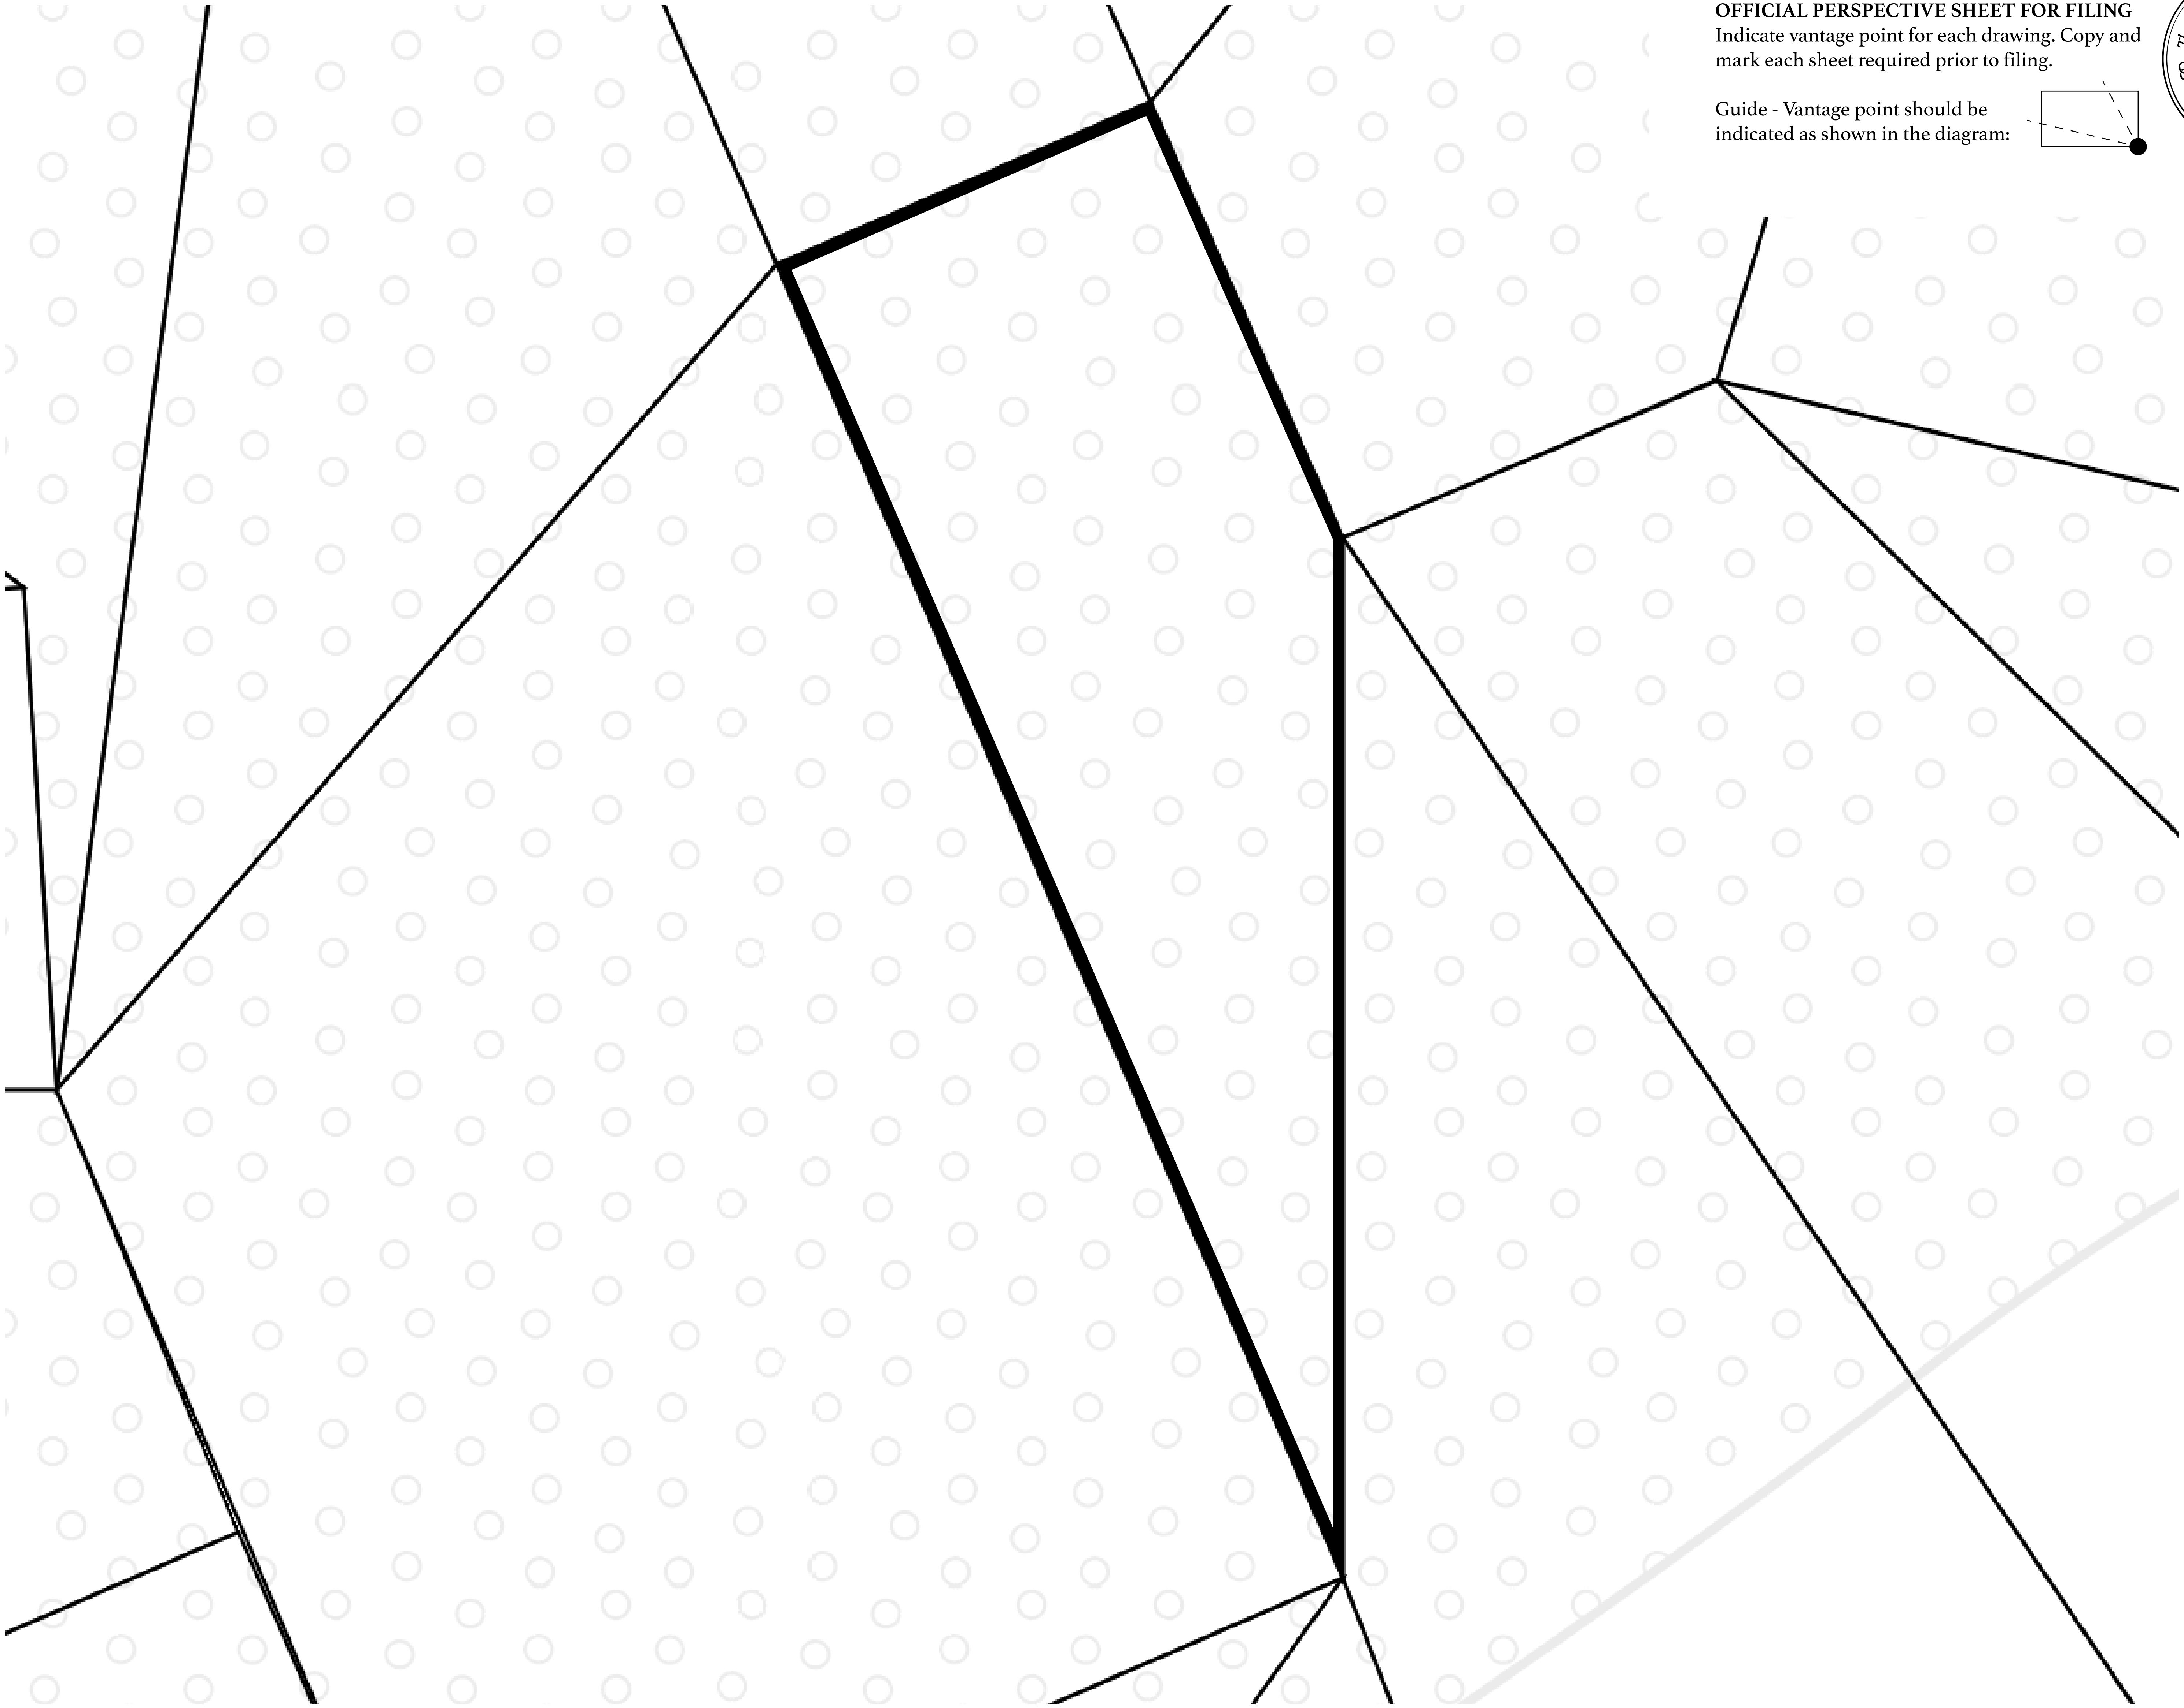 OFFICIAL PERSPECTIVE SHEET FOR FILING
Indicate vantage point for each drawing. Copy and
mark each sheet required prior to filing.
Guide - Vantage point should be
indicated as shown in the diagram: